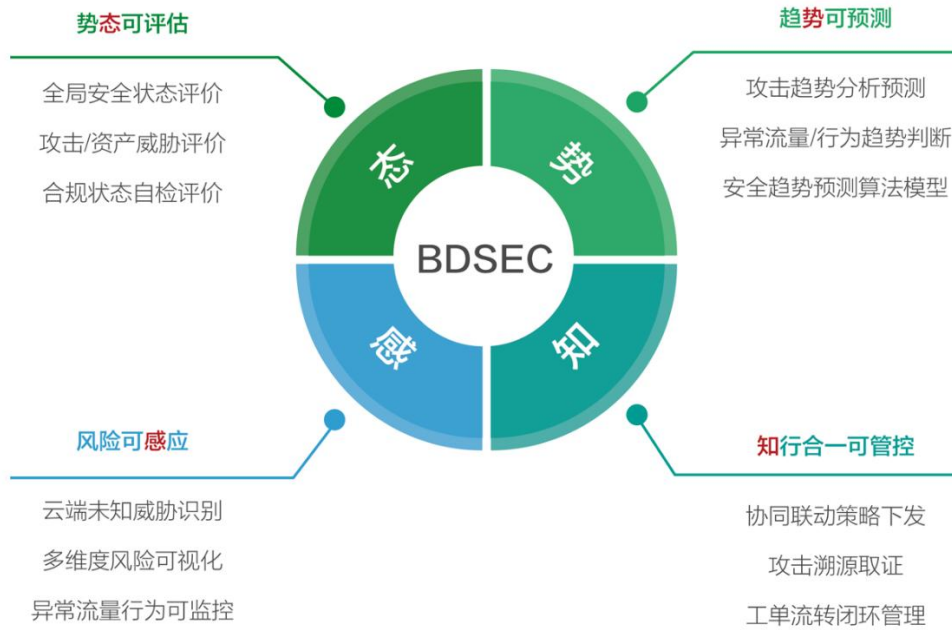 势态可评估
全局安全状态评价
攻击/资产威胁评价
合规状态自检评价
趋势可预测
攻击趋势分析预测
异常流量/行为趋势判断
安全趋势预测算法模型
态
势
BDSEC
感
知
风险可感应
云端未知威胁识别
多维度风险可视化
异常流量行为可监控
知行合一可管控
协同联动策略下发
攻击溯源取证
工单流转闭环管理